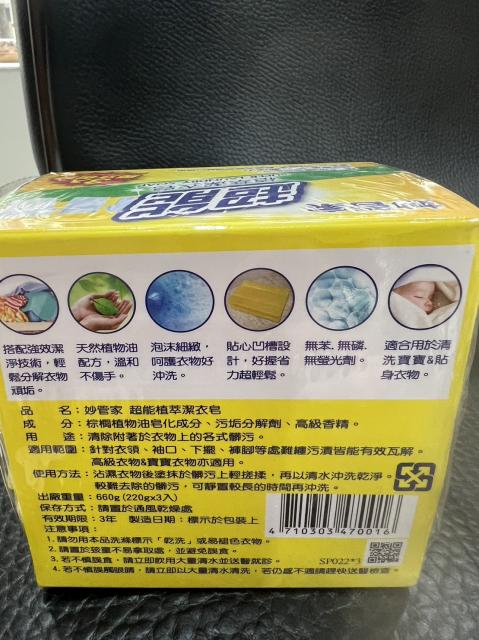 妙管家
超能
搭配強效潔
淨技術，輕
鬆分解衣物
頑垢。
天然植物油
配方，溫和
不傷手。
泡沫細緻，
呵護衣物好
沖洗。
貼心凹槽設
計，好握省
力超輕鬆。
無苯.無磷.
無螢光劑。
適合用於清
洗寶寶&貼
身衣物。
品　　名：妙管家 超能植萃潔衣皂
成　　分：棕櫚植物油皂化成分、污垢分解劑、高級香精。
用　　途：清除附著於衣物上的各式髒污。
適用範圍：針對衣領、袖口、下擺、褲腳等處難纏污漬皆能有效瓦解。
高級衣物&寶寶衣物亦適用。
使用方法：沾濕衣物後塗抹於髒污上輕搓揉，再以清水沖洗乾淨。
較難去除的髒污，可靜置較長的時間再沖洗。
出廠重量：660g (220gx3入)
保存方式：請置於通風乾燥處
有效期限：3年　製造日期：標示於包裝上
注意事項：
1. 請勿用本品洗滌標示「乾洗」或易褪色衣物。
2. 請置於孩童不易拿取處，並避免誤食。
3. 若不慎誤食，請立即飲用大量清水並送醫就診。
4. 若不慎誤觸眼睛，請立即以大量清水清洗，若仍感不適請趕快送醫檢查。
4 710303 470016
SP022*3